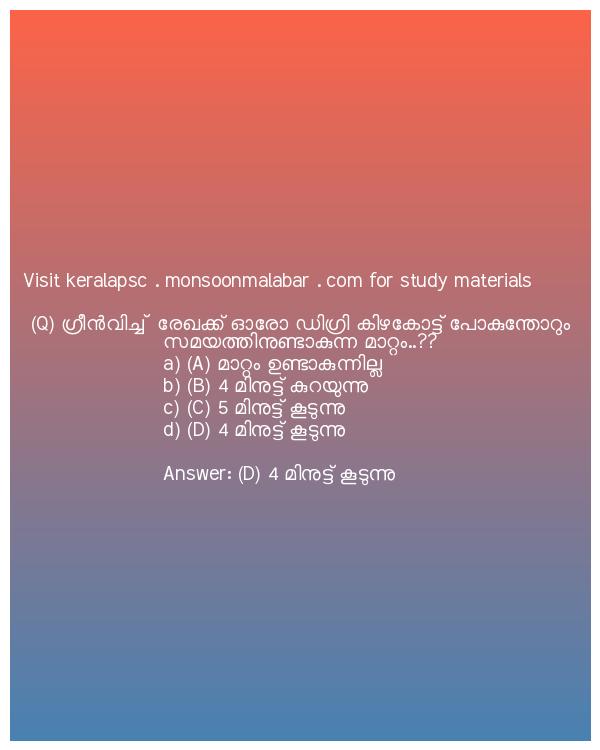 Visit keralapsc . monsoonmalabar . com for study materials
(Q) ഗ്രീൻവിച്ച് രേഖക്ക് ഓരോ ഡിഗ്രി കിഴകോട്ട് പോകുന്തോറും
സമയത്തിനുണ്ടാകുന്ന മാറ്റം..??
a) (A) മാറ്റം ഉണ്ടാകുന്നില്ല
b) (B) 4 മിനുട്ട് കുറയുന്നു
c) (C) 5 മിനുട്ട് കൂടുന്നു
d) (D) 4 മിനുട്ട് കൂടുന്നു
Answer: (D) 4 മിനുട്ട് കൂടുന്നു